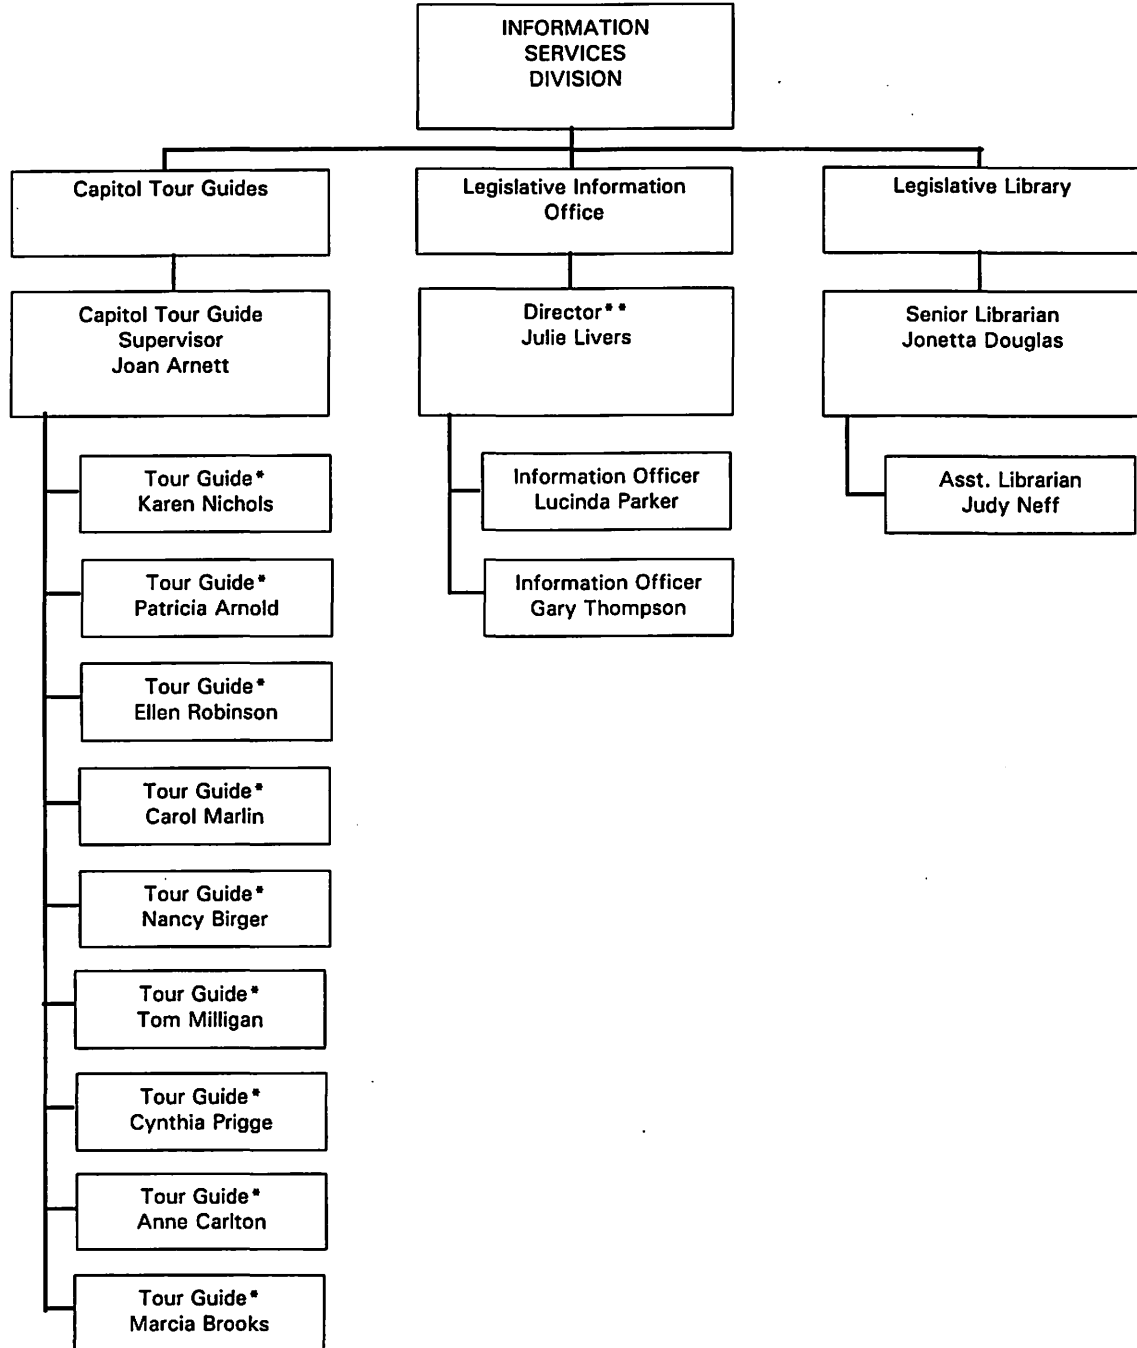 INFORMATION
SERVICES
DIVISION
Capitol Tour Guides
Legislative Information
Office
Legislative Library
Capitol Tour Guide
Supervisor
Joan Arnett
Director**
Julie Livers
Senior Librarian
Jonetta Douglas
Tour Guide*
Karen Nichols
Tour Guide*
Patricia Arnold
Tour Guide*
Ellen Robinson
Tour Guide*
Carol Marlin
Tour Guide*
Nancy Birger
Tour Guide*
Tom Milligan
Tour Guide*
Cynthia Prigge
Tour Guide*
Anne Carlton
Tour Guide*
Marcia Brooks
Information Officer
Lucinda Parker
Information Officer
Gary Thompson
Asst. Librarian
Judy Neff